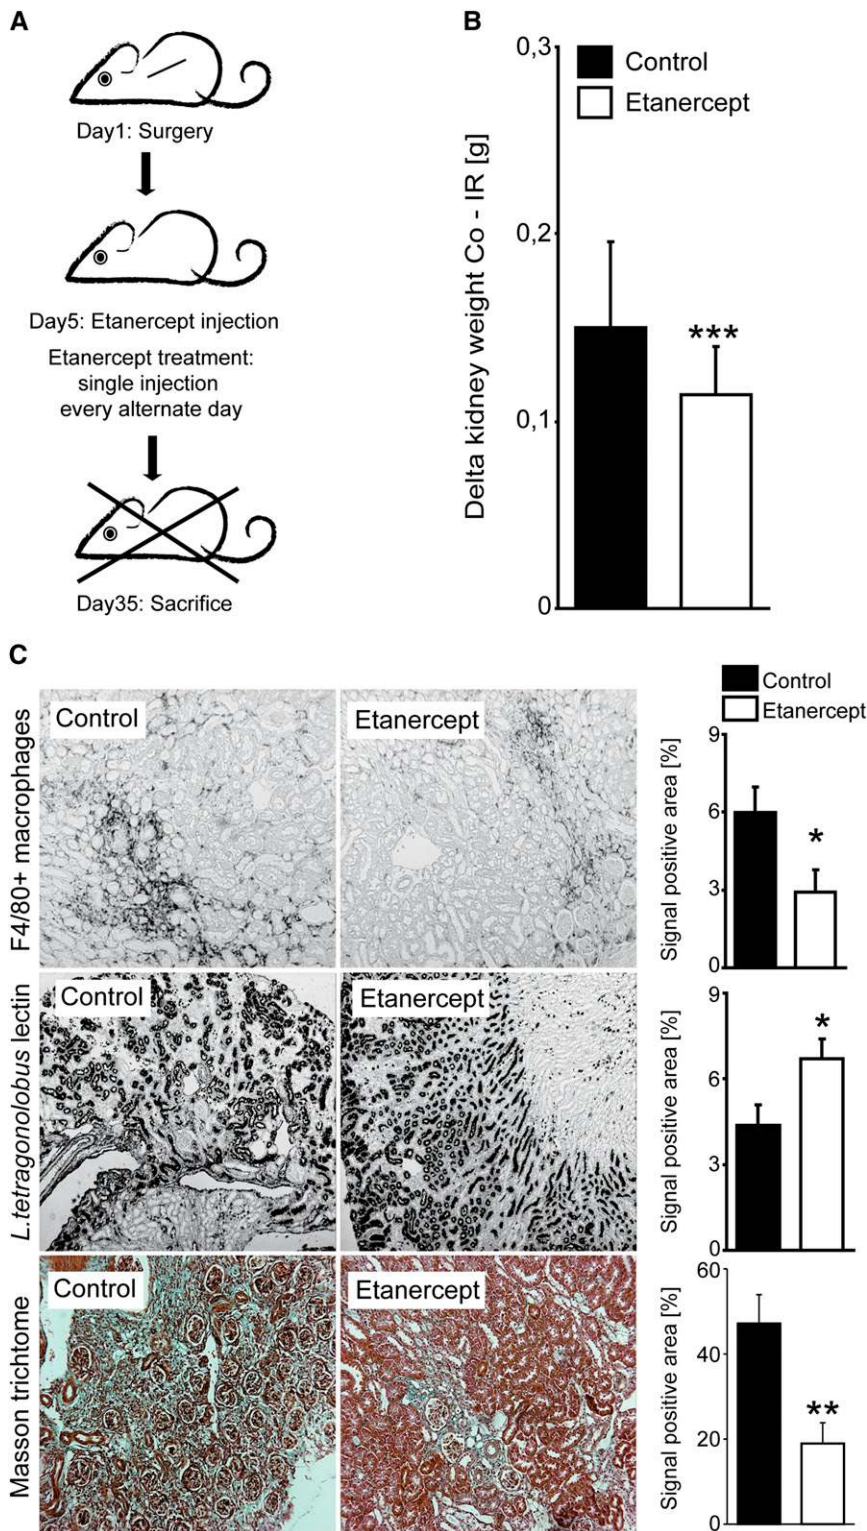 A
Day1: Surgery
Day5: Etanercept injection
Etanercept treatment:
single injection
every alternate day
Day35: Sacrifice
B
Delta kidney weight Co - IR [g]
0,3
0,2
0,1
0
Control
Etanercept
***
C
F4/80+ macrophages
Control
Etanercept
Control
Etanercept
Signal positive area [%]
9
6
3
0
*
L.tetragonolobus lectin
Control
Etanercept
Signal positive area [%]
9
6
3
0
*
Masson trichtome
Control
Etanercept
Signal positive area [%]
60
40
20
0
**